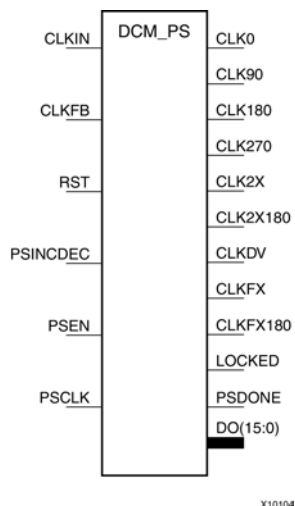 DCM_PS
CLKIN
CLK0
CLK90
CLKFB
CLK180
CLK270
RST
CLK2X
CLK2X180
PSINCDEC
CLKDV
CLKFX
PSEN
CLKFX180
LOCKED
PSCLK
PSDONE
DO(15:0)
X10104